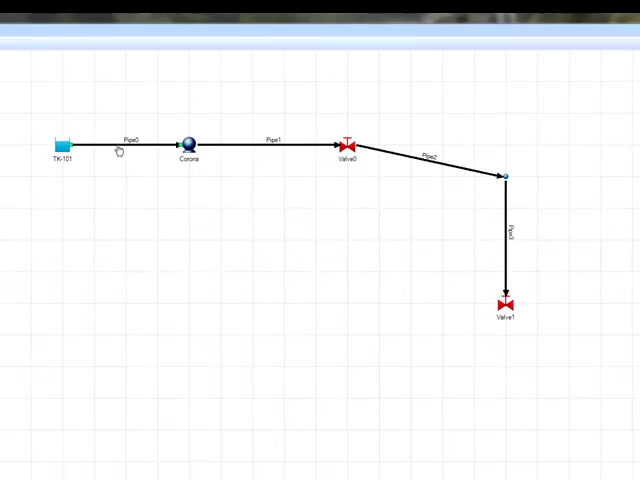 Pipe0
Pipe1
TK-101
Corona
Valve0
Pipe2
Pipe3
Valve1